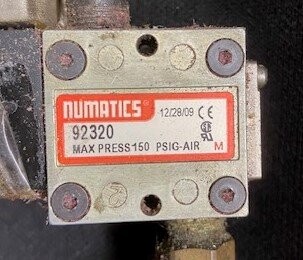 NUMATICS® 12/28/09 CE
92320
MAX PRESS 150 PSIG-AIR M